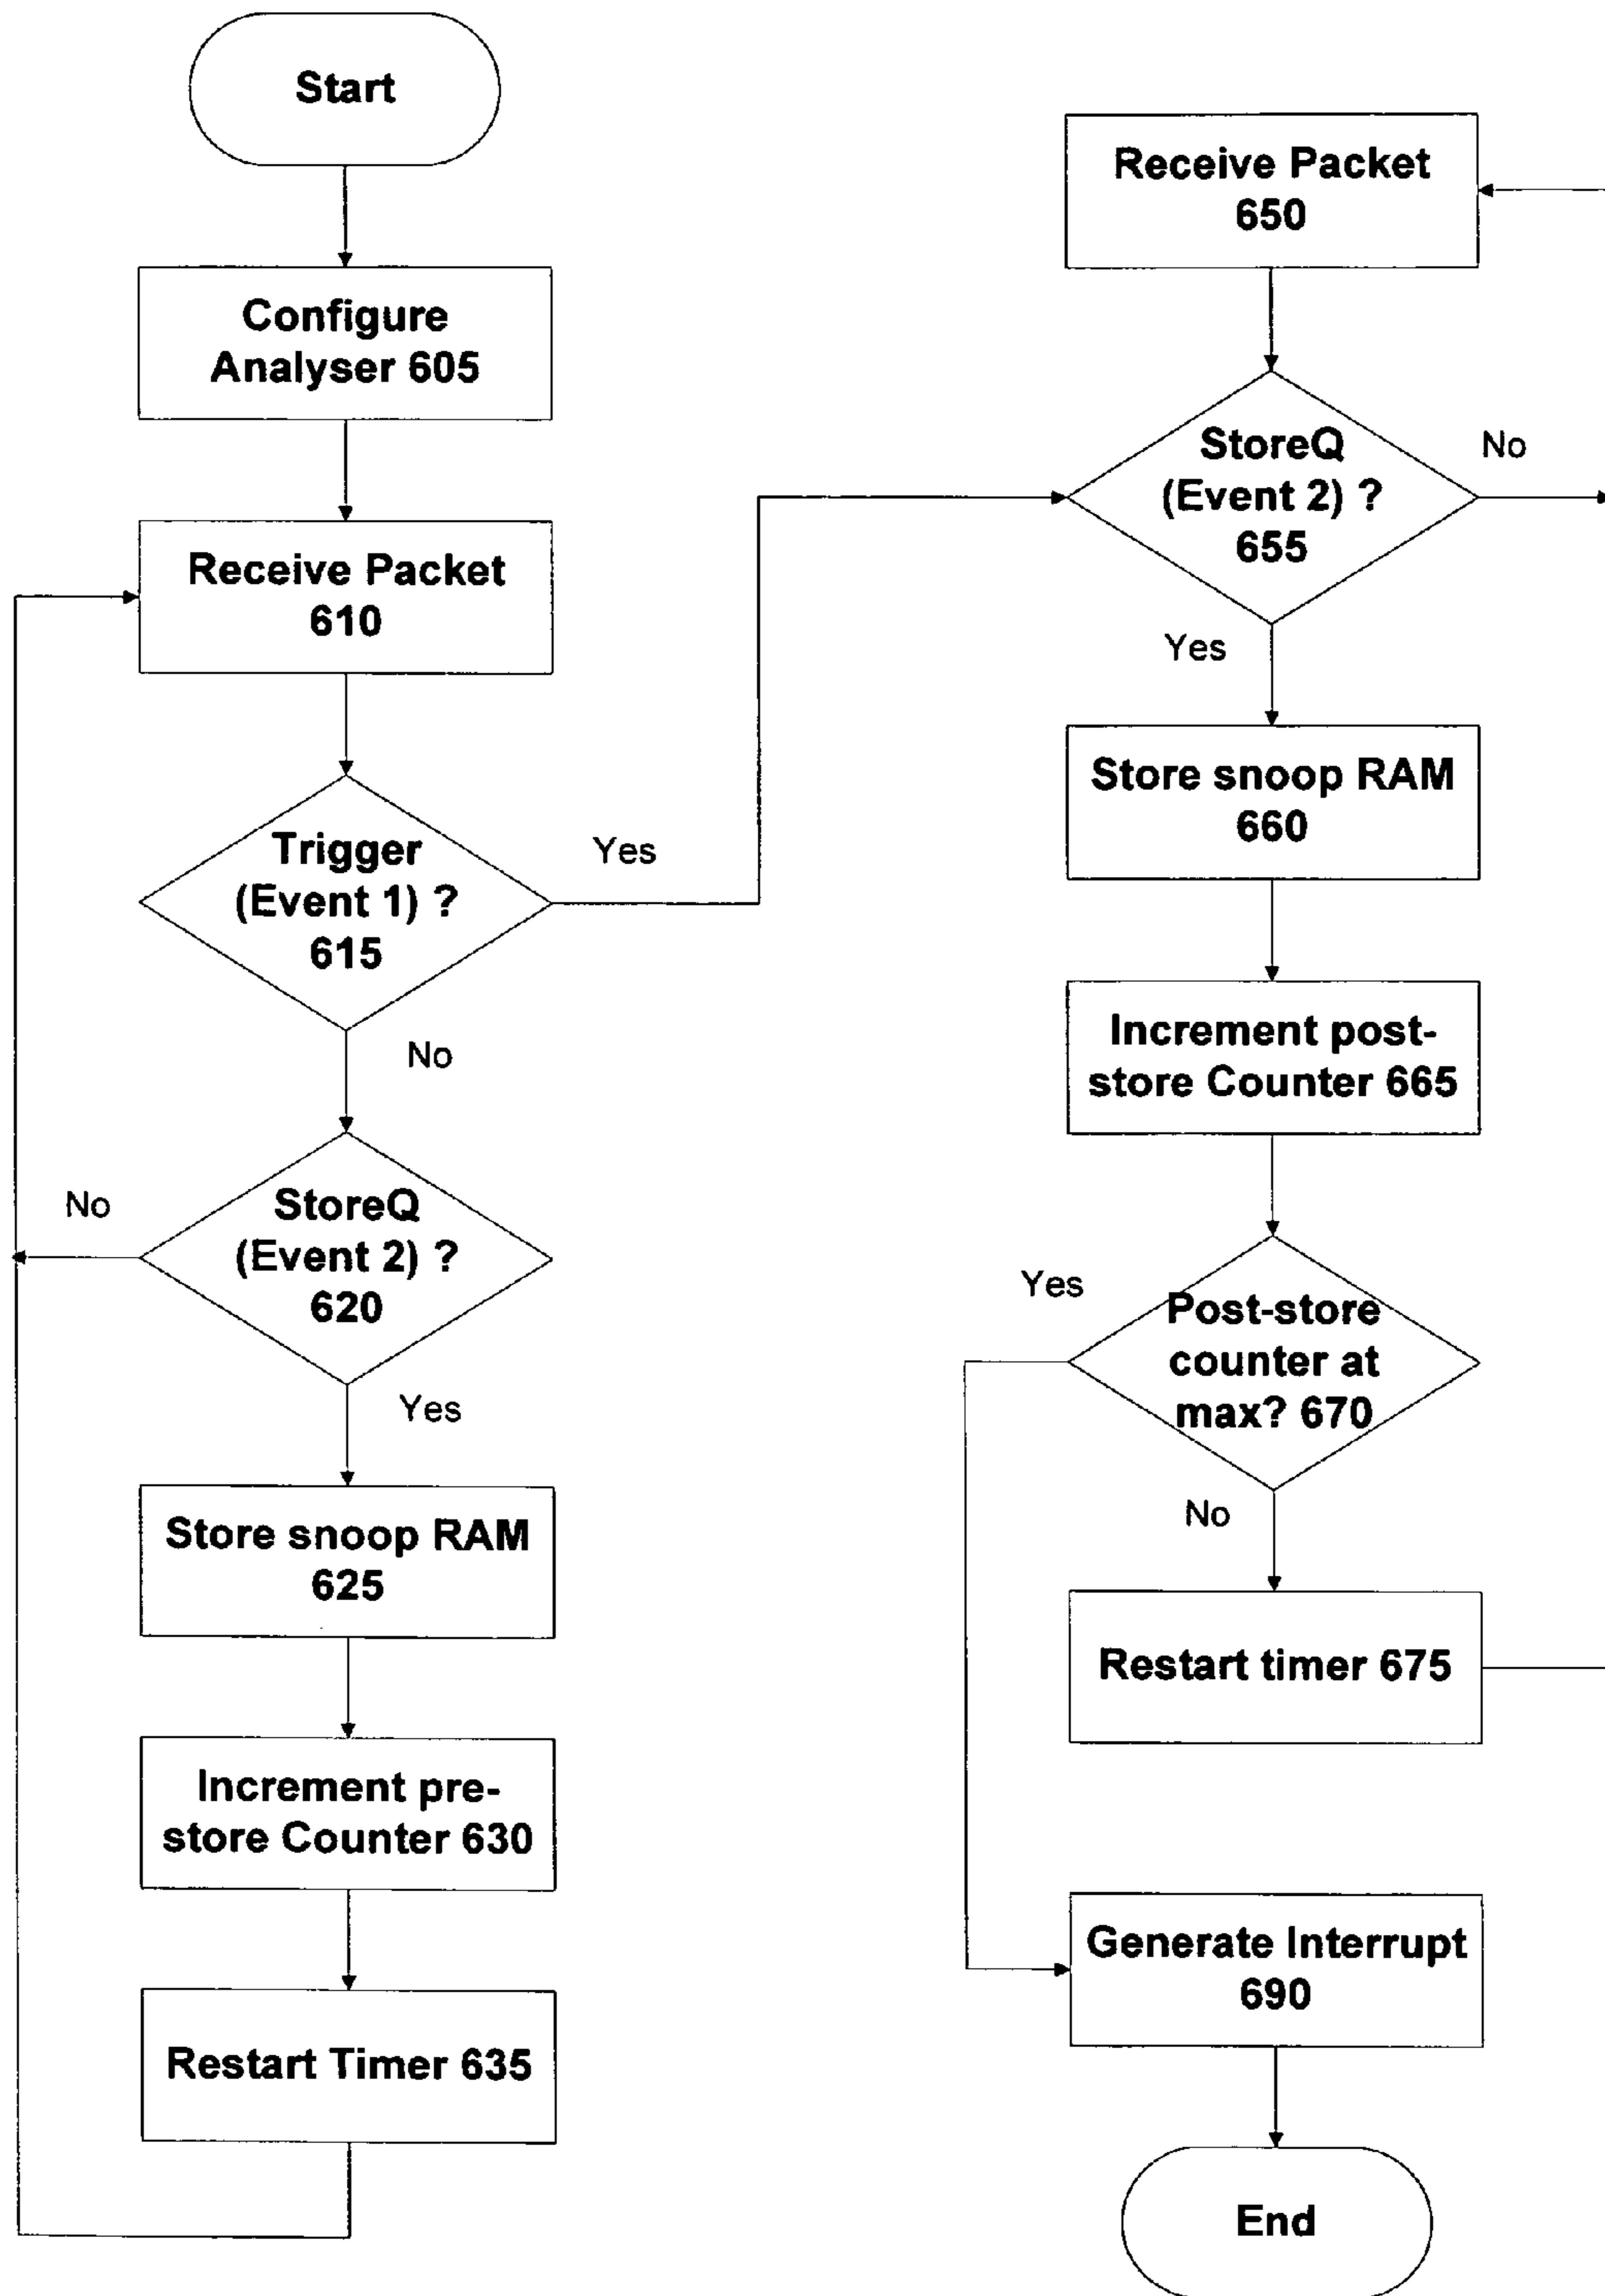 Start
Configure
Analyser 605
Receive Packet
610
Trigger
(Event 1) ?
615
Yes
No
StoreQ
(Event 2) ?
620
No
Yes
Store snoop RAM
625
Increment pre-
store Counter 630
Restart Timer 635
Receive Packet
650
StoreQ
(Event 2) ?
655
No
Yes
Store snoop RAM
660
Increment post-
store Counter 665
Post-store
counter at
max? 670
Yes
No
Restart timer 675
Generate Interrupt
690
End